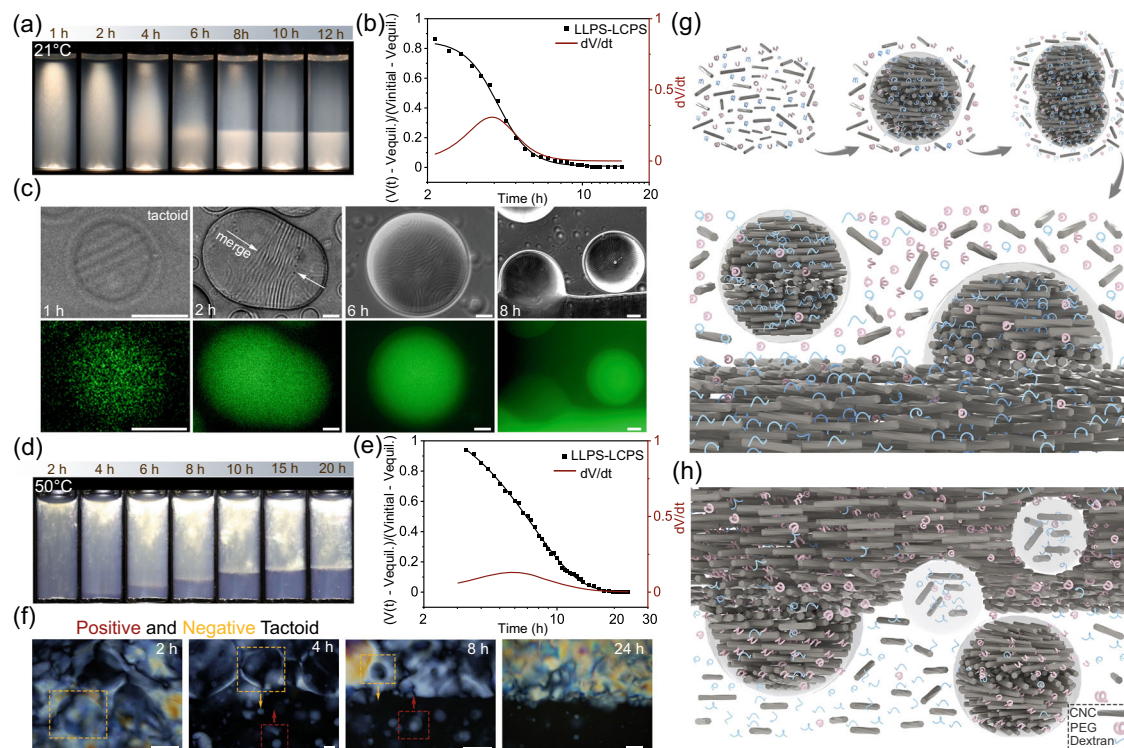 (a)
1 h 2 h 4 h 6 h 8h 10 h 12 h
21°C
(b)
(V(t) - Vequil.)/(Vinitial - Vequil.)
1
0.8
0.6
0.4
0.2
0
LLPS-LCPS
dV/dt
1
0.5
0
dV/dt
2 10 20
Time (h)
(c)
tactoid
1 h
merge
2 h
6 h
8 h
(d)
2 h 4 h 6 h 8 h 10 h 15 h 20 h
50°C
(e)
(V(t) - Vequil.)/(Vinitial - Vequil.)
1
0.8
0.6
0.4
0.2
0
LLPS-LCPS
dV/dt
1
0.5
0
dV/dt
2 10 20 30
Time (h)
(f)
Positive and Negative Tactoid
2 h
4 h
8 h
24 h
(g)
(h)
CNC
PEG
Dextran